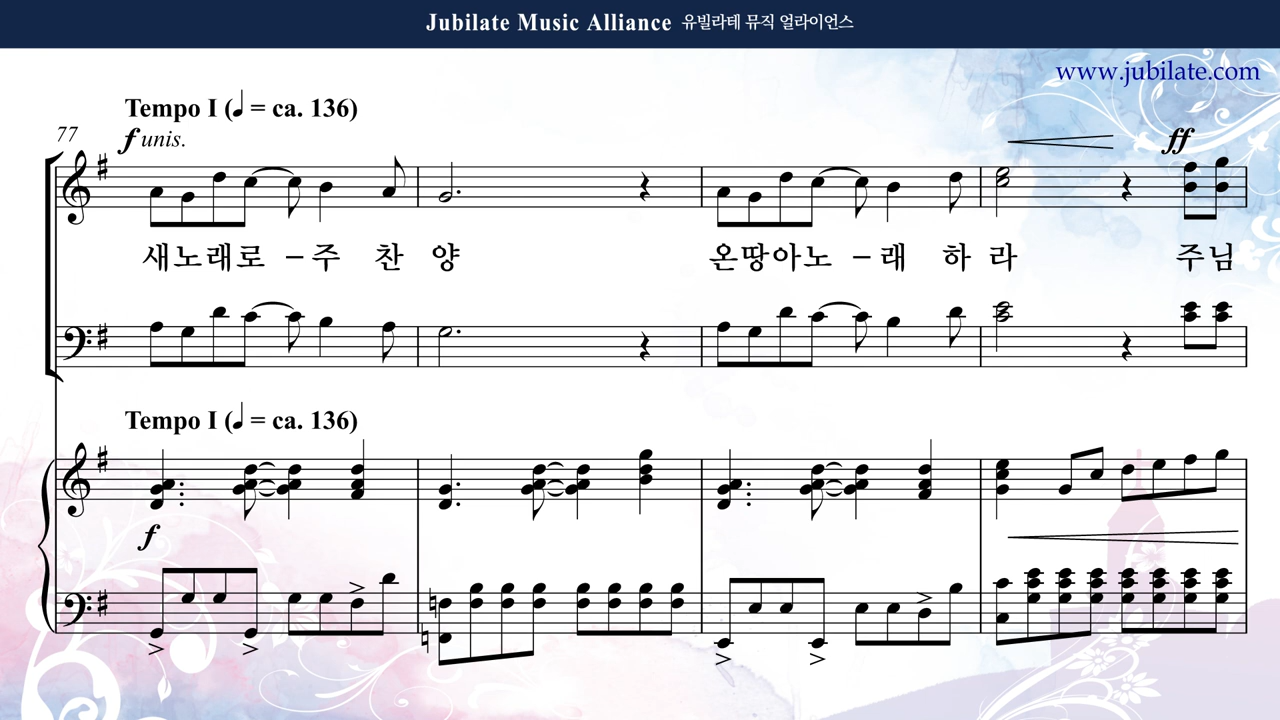 Jubilate Music Alliance 유빌라테 뮤직 얼라이언스
www.jubilate.com
Tempo I (♩ = ca. 136)
77
f unis.
ff
새노래로 – 주 찬 양 온땅아노 – 래 하 라 주님
Tempo I (♩ = ca. 136)
f